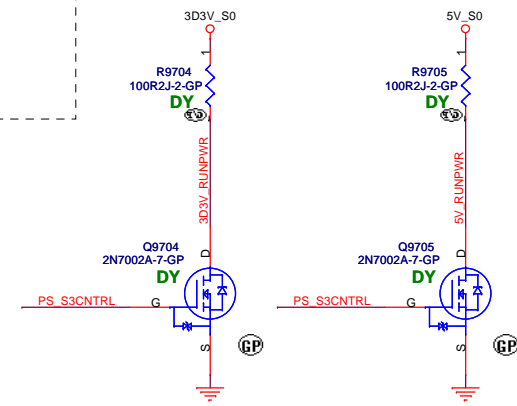 3D3V_S0
5V_S0
1
1
R9704
R9705
100R2J-2-GP
100R2J-2-GP
DY
DY
3D3V_RUNPWR
5V_RUNPWR
Q9704
Q9705
2N7002A-7-GP
2N7002A-7-GP
D
D
DY
DY
PS_S3CNTRL
G
PS_S3CNTRL
G
S
GP
S
GP